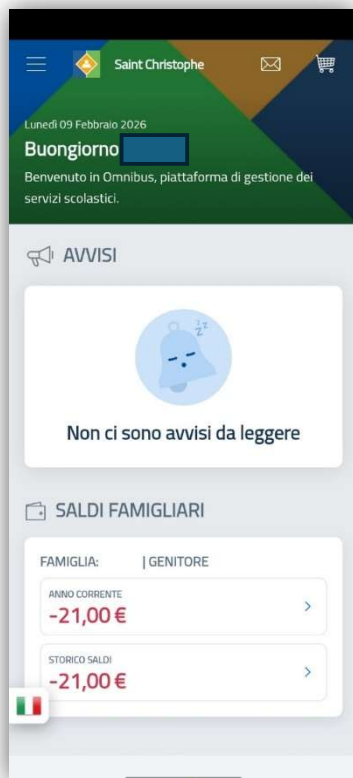 Saint Christophe
Lunedì 09 Febbraio 2026
Buongiorno
Benvenuto in Omnibus, piattaforma di gestione dei
servizi scolastici.
AVVISI
z z z
Non ci sono avvisi da leggere
SALDI FAMIGLIARI
FAMIGLIA: | GENITORE
ANNO CORRENTE
-21,00 €
STORICO SALDI
-21,00 €